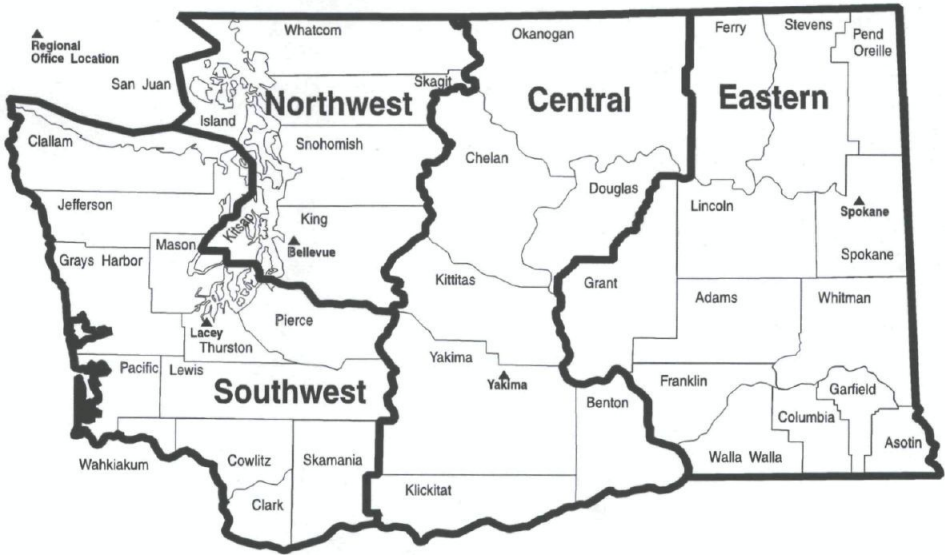 Regional
Office Location
San Juan
Whatcom
Skagit
Northwest
Island
Snohomish
King
Kitsap
Bellevue
Okanogan
Central
Chelan
Douglas
Kittitas
Yakima
Yakima
Benton
Klickitat
Ferry
Stevens
Pend
Oreille
Eastern
Lincoln
Spokane
Spokane
Grant
Adams
Whitman
Franklin
Garfield
Columbia
Walla Walla
Asotin
Clallam
Jefferson
Grays Harbor
Mason
Pierce
Lacey
Thurston
Pacific
Lewis
Southwest
Wahkiakum
Cowlitz
Skamania
Clark